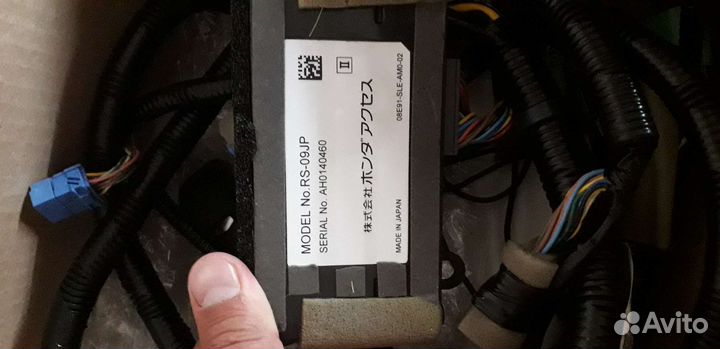 MODEL No.RS-09JP
SERIAL No. AH0140460
II
株式会社ホンダアクセス
MADE IN JAPAN
08E91-SLE-AM0-02
Avito